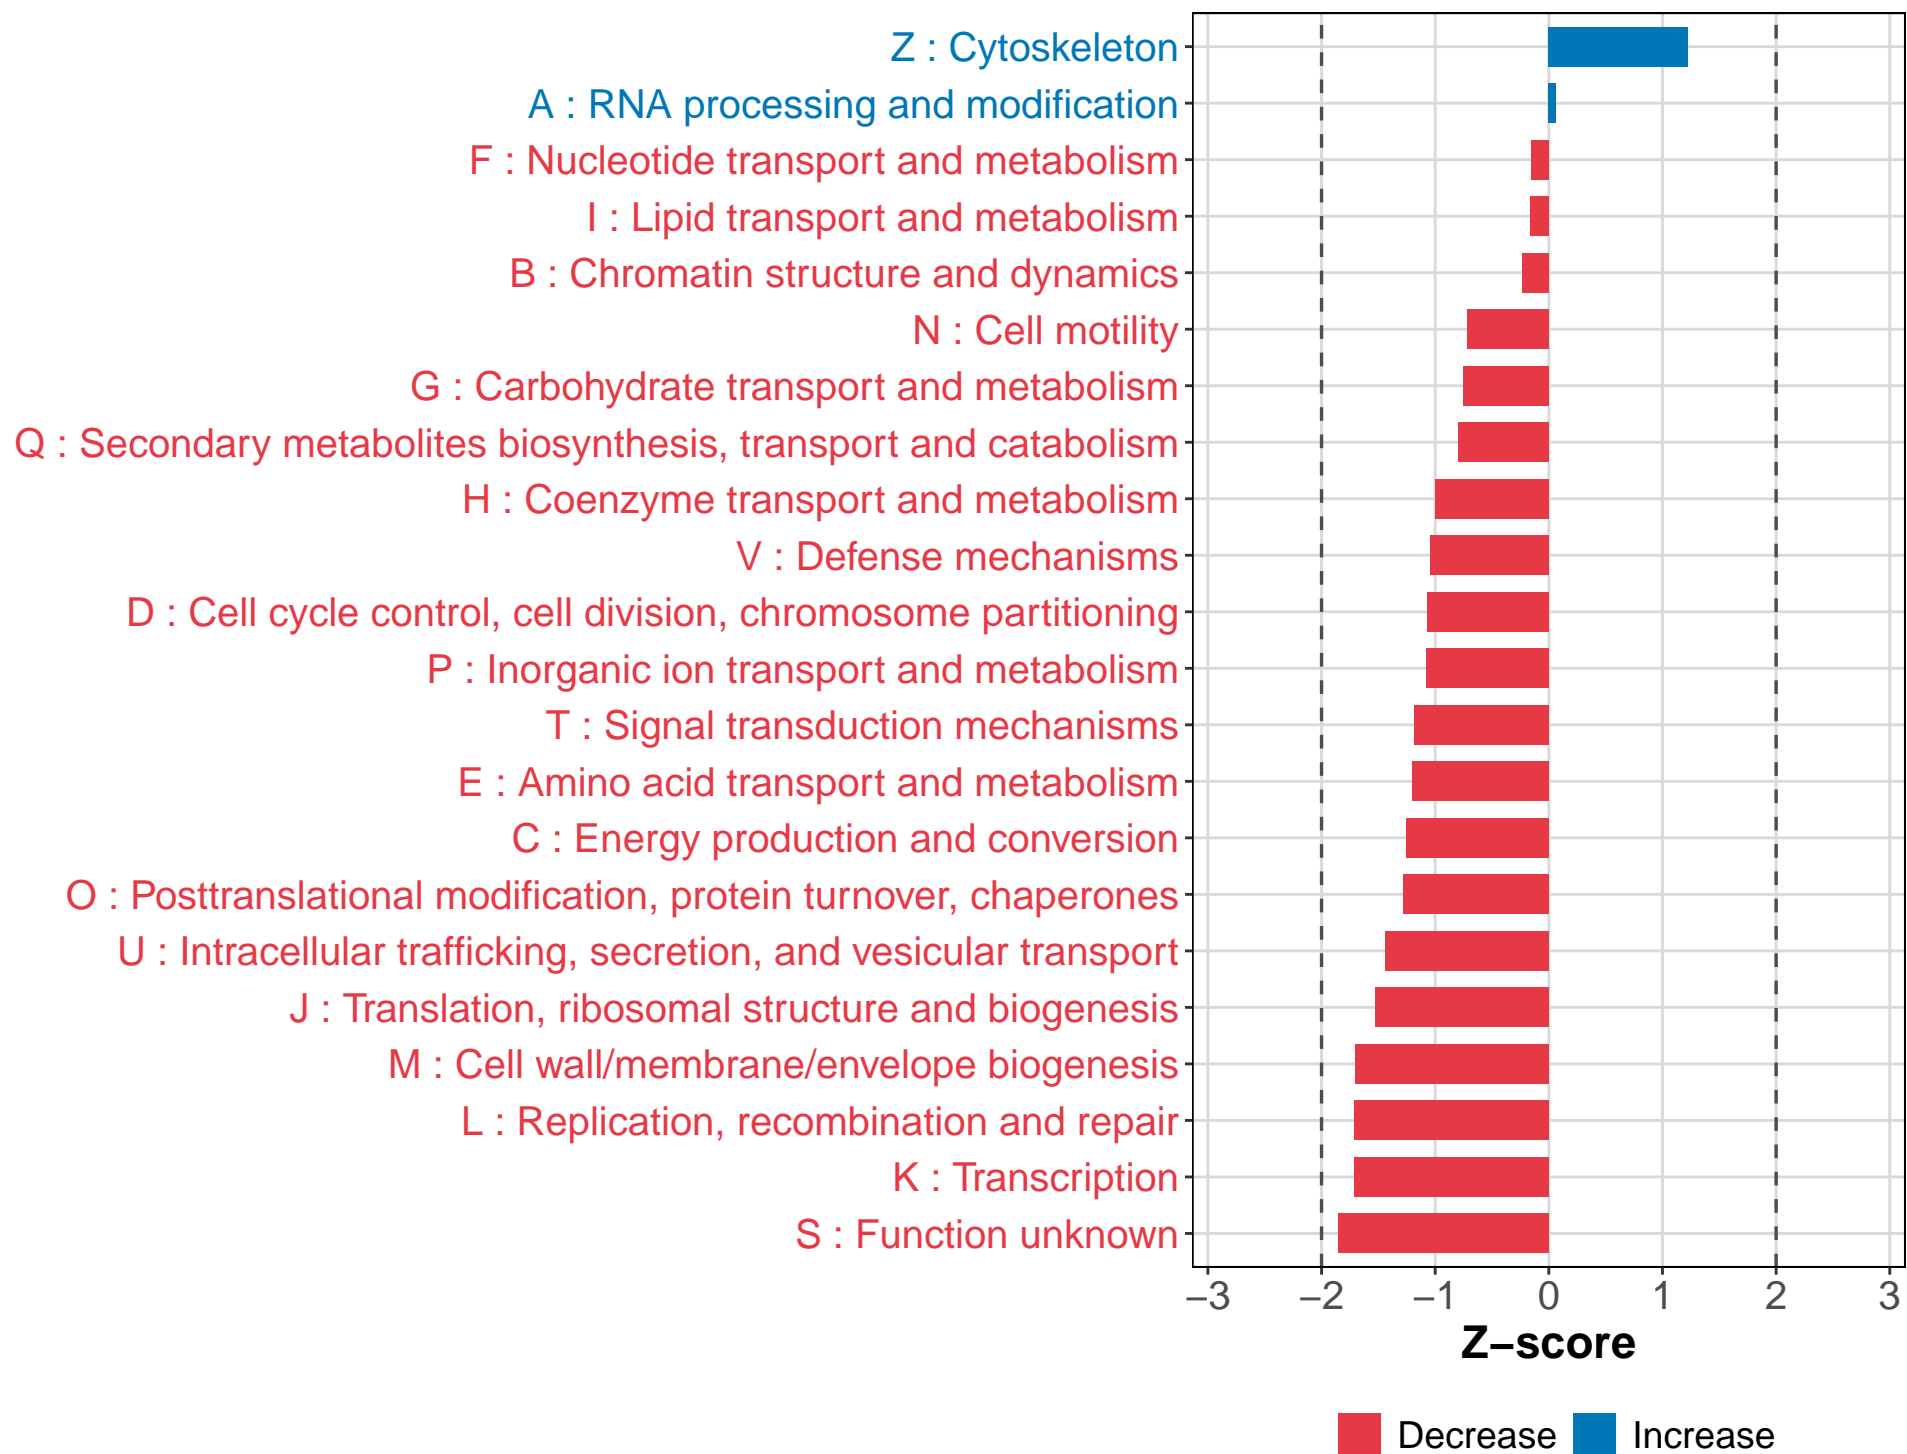 Z : Cytoskeleton
A : RNA processing and modification
F : Nucleotide transport and metabolism
I : Lipid transport and metabolism
B : Chromatin structure and dynamics
N : Cell motility
G : Carbohydrate transport and metabolism
Q : Secondary metabolites biosynthesis, transport and catabolism
H : Coenzyme transport and metabolism
V : Defense mechanisms
D : Cell cycle control, cell division, chromosome partitioning
P : Inorganic ion transport and metabolism
T : Signal transduction mechanisms
E : Amino acid transport and metabolism
C : Energy production and conversion
O : Posttranslational modification, protein turnover, chaperones
U : Intracellular trafficking, secretion, and vesicular transport
J : Translation, ribosomal structure and biogenesis
M : Cell wall/membrane/envelope biogenesis
L : Replication, recombination and repair
K : Transcription
S : Function unknown
−3 −2 −1 0 1 2 3
Z−score
Decrease Increase